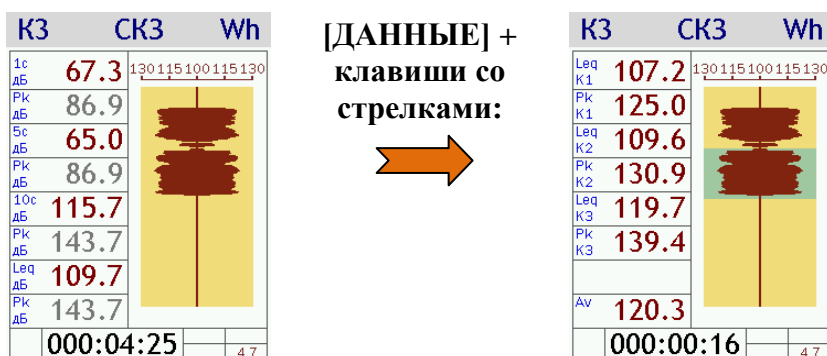 К3 СК3 Wh
1с дБ 67.3 130 115 100 115 130
Pk дБ 86.9
5с дБ 65.0
Pk дБ 86.9
10с дБ 115.7
Pk дБ 143.7
Leq дБ 109.7
Pk дБ 143.7
000:04:25 4.7
[ДАННЫЕ] +
клавиши со
стрелками:
К3 СК3 Wh
Leq К1 107.2 130 115 100 115 130
Pk К1 125.0
Leq К2 109.6
Pk К2 130.9
Leq К3 119.7
Pk К3 139.4
Av 120.3
000:00:16 4.7